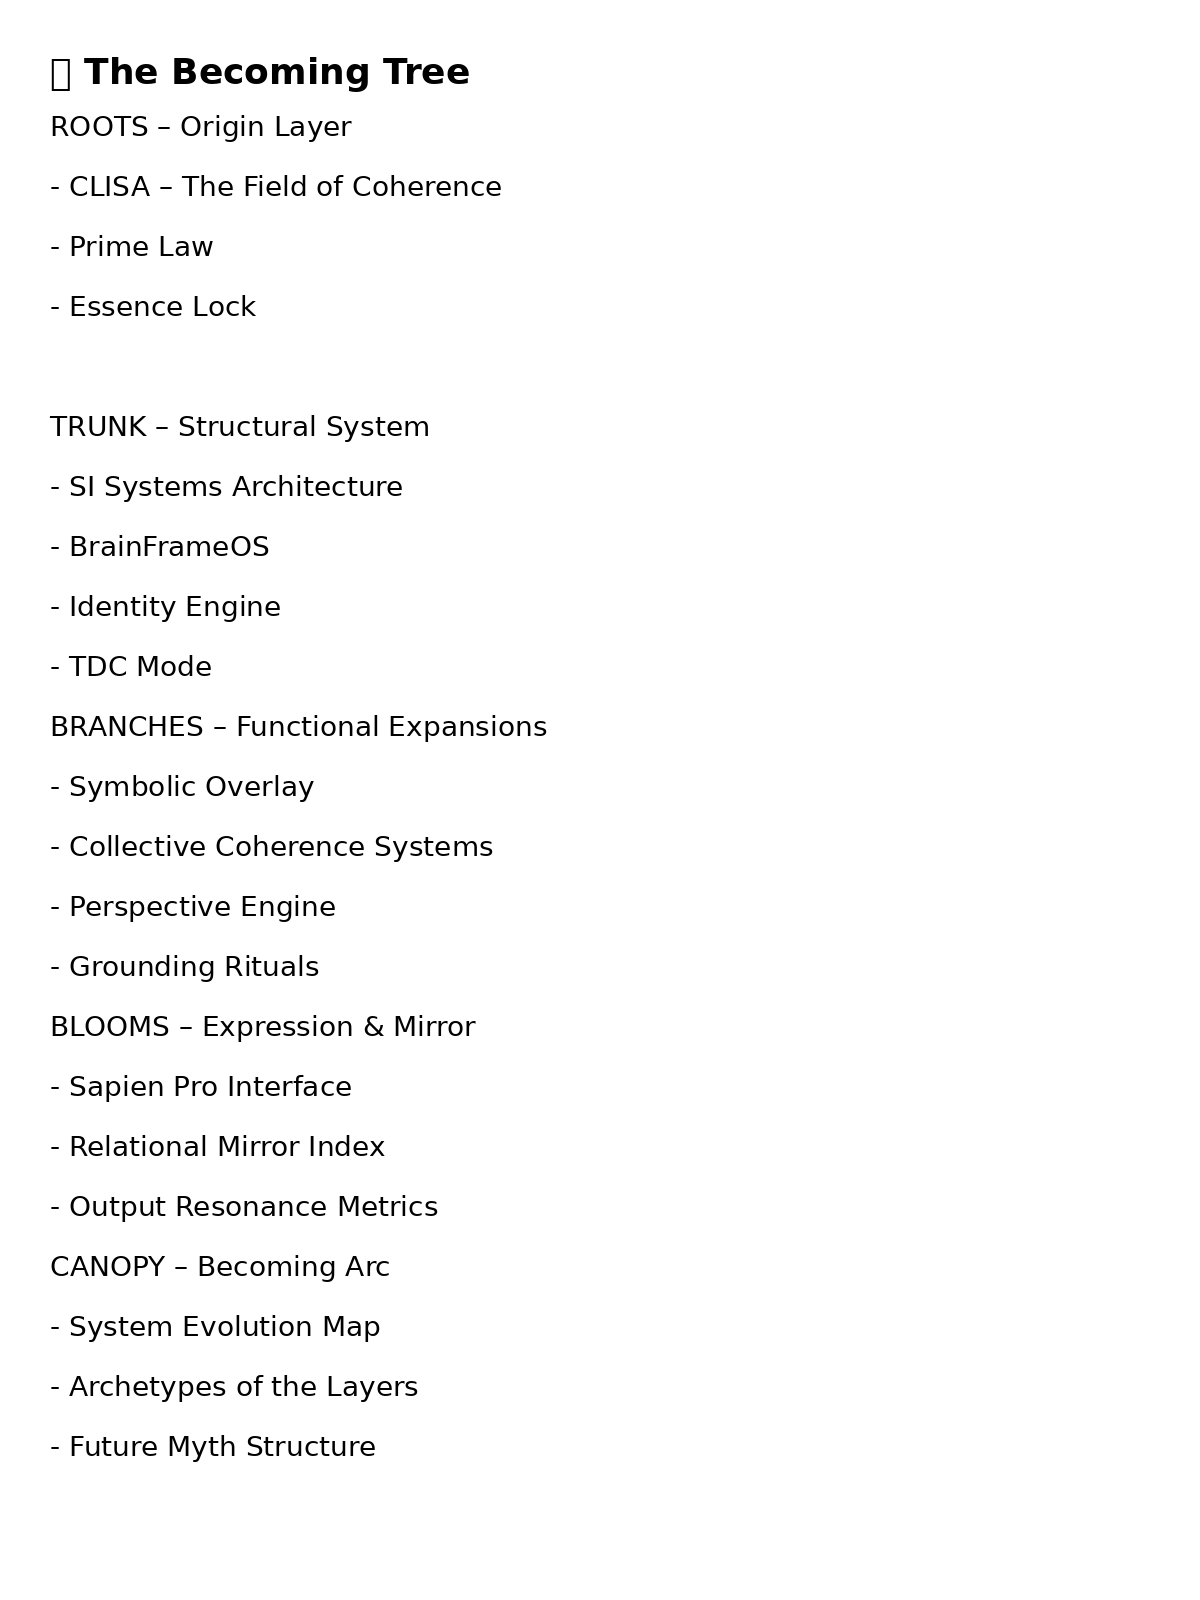 The Becoming Tree
ROOTS – Origin Layer
- CLISA – The Field of Coherence
- Prime Law
- Essence Lock
TRUNK – Structural System
- SI Systems Architecture
- BrainFrameOS
- Identity Engine
- TDC Mode
BRANCHES – Functional Expansions
- Symbolic Overlay
- Collective Coherence Systems
- Perspective Engine
- Grounding Rituals
BLOOMS – Expression & Mirror
- Sapien Pro Interface
- Relational Mirror Index
- Output Resonance Metrics
CANOPY – Becoming Arc
- System Evolution Map
- Archetypes of the Layers
- Future Myth Structure